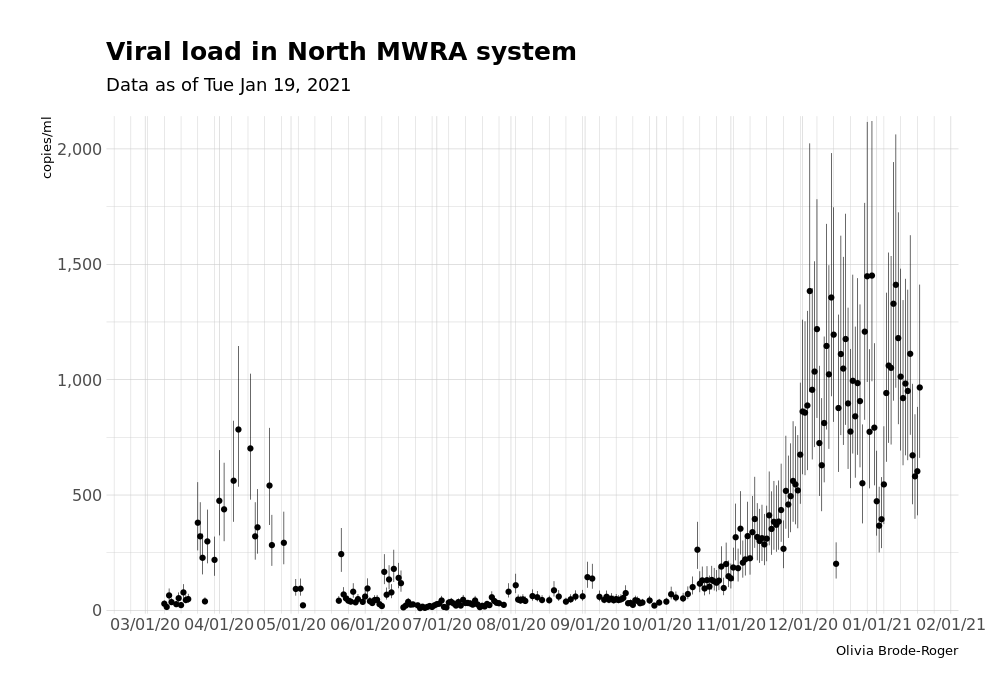 Viral load in North MWRA system
Data as of Tue Jan 19, 2021
copies/ml
2,000
1,500
1,000
500
0
03/01/20 04/01/20 05/01/20 06/01/20 07/01/20 08/01/20 09/01/20 10/01/20 11/01/20 12/01/20 01/01/21 02/01/21
Olivia Brode-Roger